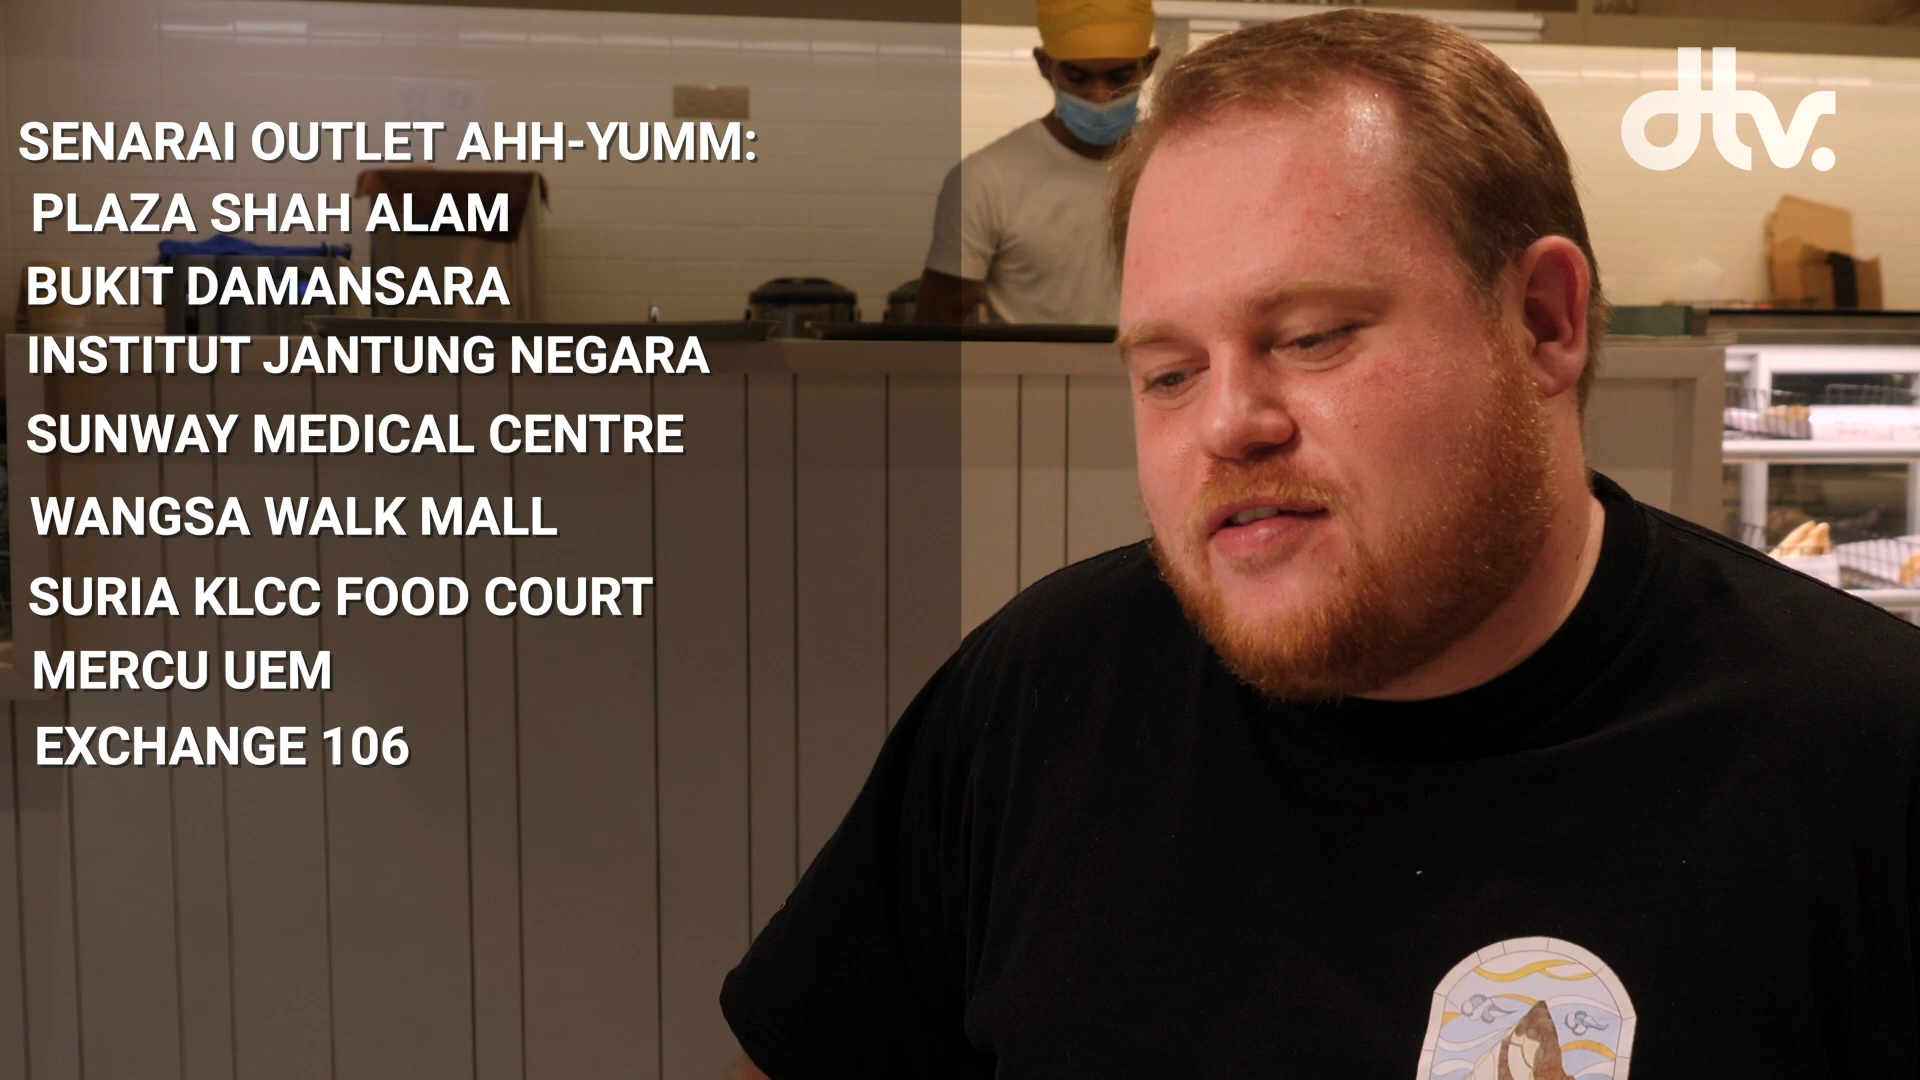 dtv.
SENARAI OUTLET AHH-YUMM:
PLAZA SHAH ALAM
BUKIT DAMANSARA
INSTITUT JANTUNG NEGARA
SUNWAY MEDICAL CENTRE
WANGSA WALK MALL
SURIA KLCC FOOD COURT
MERCU UEM
EXCHANGE 106